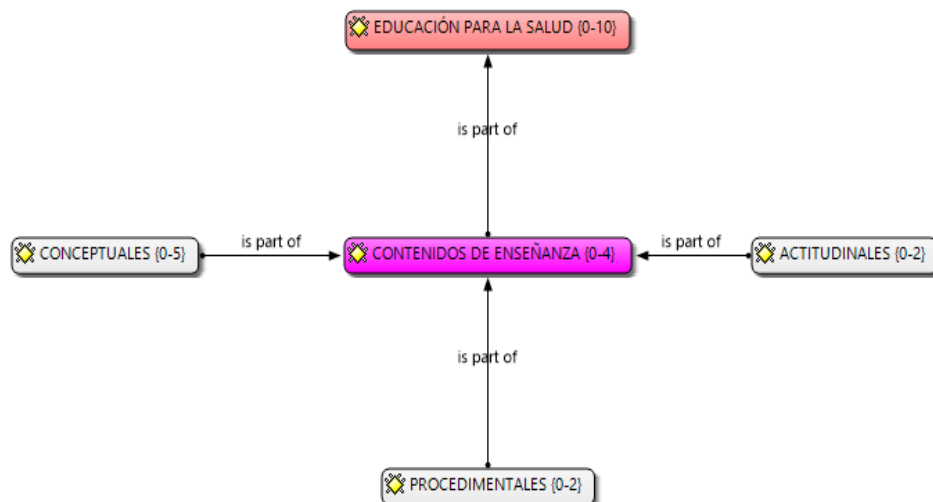 EDUCACIÓN PARA LA SALUD {0-10}
is part of
CONCEPTUALES {0-5}
is part of
CONTENIDOS DE ENSEÑANZA {0-4}
is part of
ACTITUDINALES {0-2}
is part of
PROCEDIMENTALES {0-2}